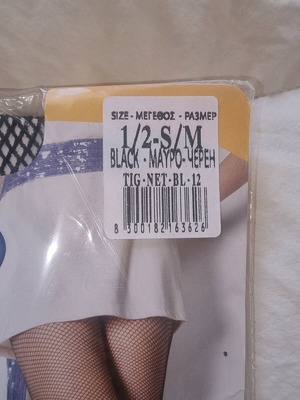 SIZE - ΜΕΓΕΘΟΣ - РАЗМЕР
1/2-S/M
BLACK - ΜΑΥΡΟ-ЧЕРЕН
TIG-NET-BL-12
8 300182 163626